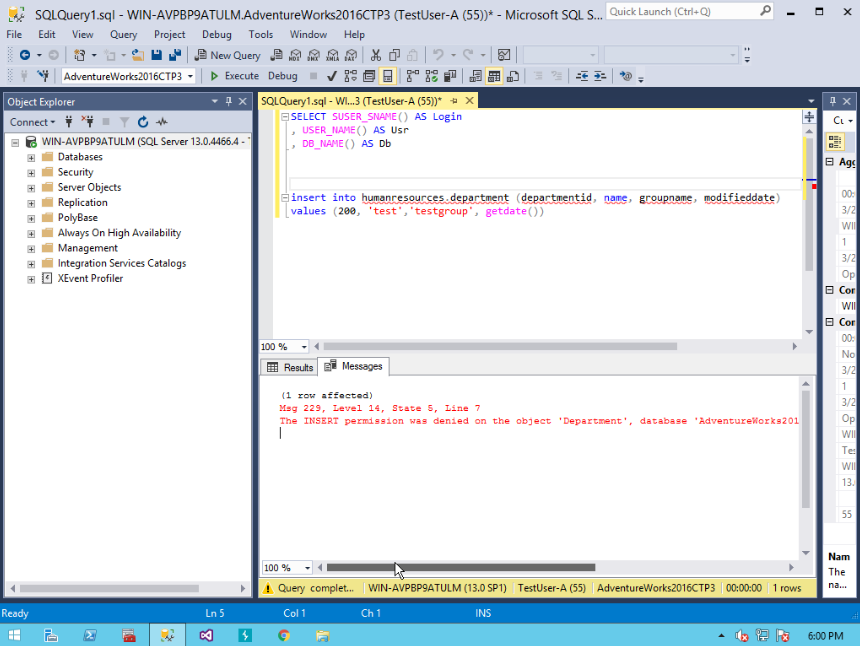 SQLQuery1.sql - WIN-AVPBP9ATULM.AdventureWorks2016CTP3 (TestUser-A (55))* - Microsoft SQL S...
Quick Launch (Ctrl+Q)
File Edit View Query Project Debug Tools Window Help
New Query
MDX DMX XMLA DAX
AdventureWorks2016CTP3 Execute Debug
Object Explorer
SQLQuery1.sql - WI...3 (TestUser-A (55))*
Connect
WIN-AVPBP9ATULM (SQL Server 13.0.4466.4 -
Databases
Security
Server Objects
Replication
PolyBase
Always On High Availability
Management
Integration Services Catalogs
XEvent Profiler
SELECT SUSER_SNAME() AS Login
, USER_NAME() AS Usr
, DB_NAME() AS Db
insert into humanresources.department (departmentid, name, groupname, modifieddate)
values (200, 'test','testgroup', getdate())
100 %
Results Messages
(1 row affected)
Msg 229, Level 14, State 5, Line 7
The INSERT permission was denied on the object 'Department', database 'AdventureWorks201
100 %
Query complet... WIN-AVPBP9ATULM (13.0 SP1) TestUser-A (55) AdventureWorks2016CTP3 00:00:00 1 rows
Cu
Agg
00:
3/2
WII
1
3/2
Op
Con
WII
Con
00:
No
3/2
1
3/2
Op
WII
Tes
WII
13.
55
Nam
The
na...
Ready Ln 5 Col 1 Ch 1 INS
6:00 PM